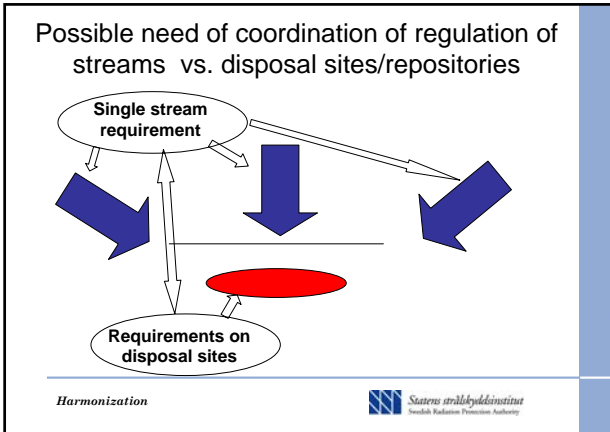 Possible need of coordination of regulation of
streams vs. disposal sites/repositories
Single stream
requirement
Requirements on
disposal sites
Harmonization
Statens strålskyddsinstitut
Swedish Radiation Protection Authority